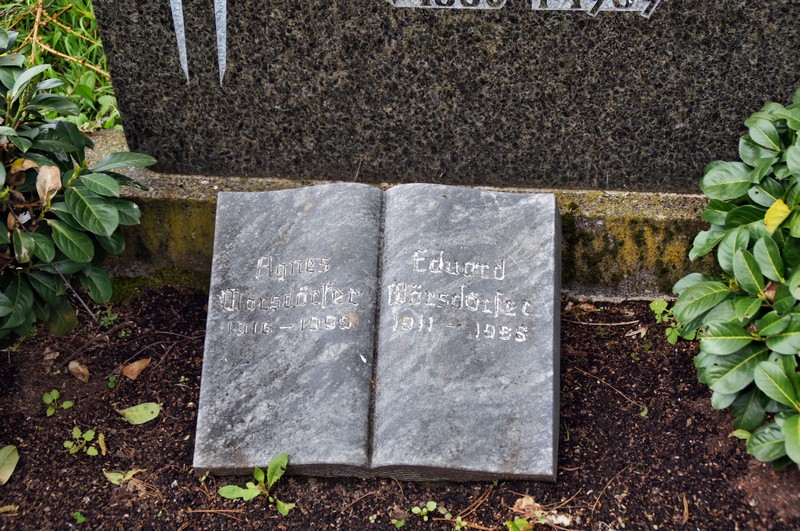 Agnes
Wörsdörfer
1916 - 1999
Eduard
Wörsdörfer
1911 - 1985